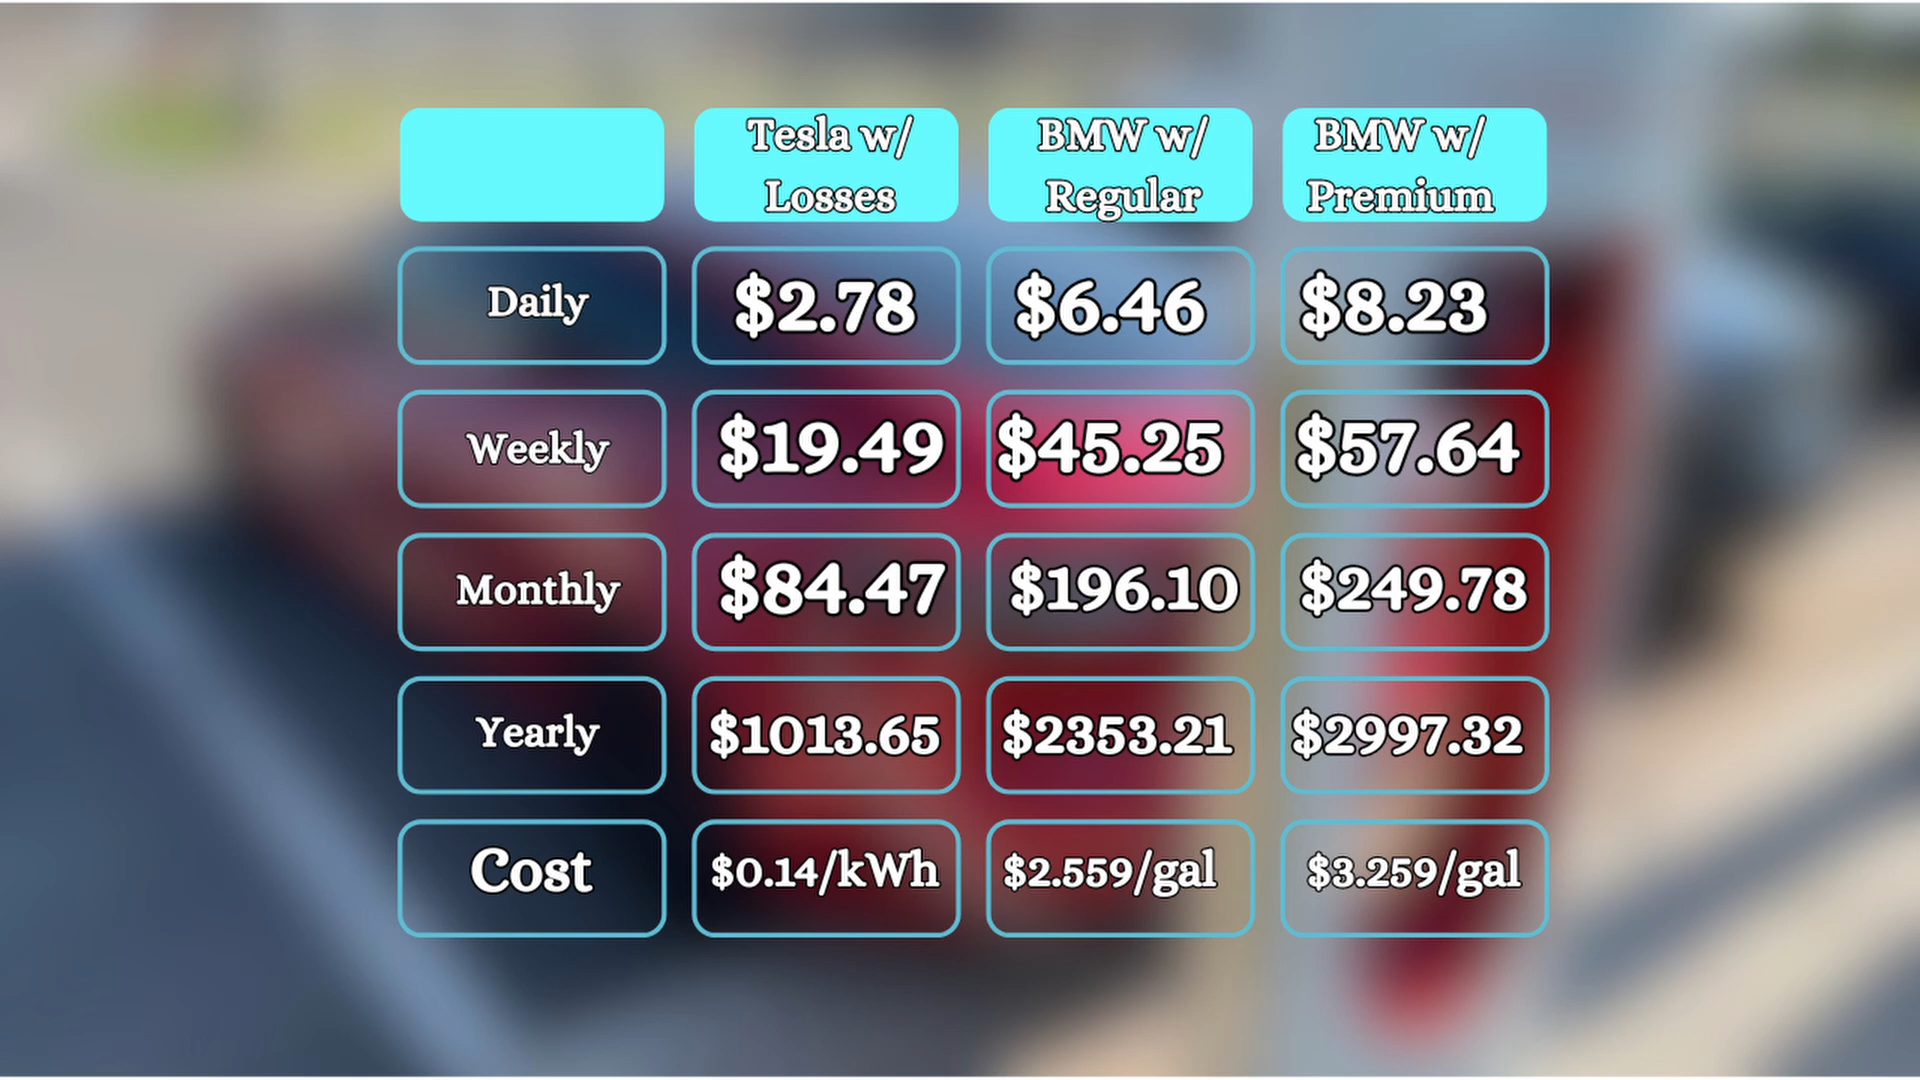 Tesla w/ Losses
BMW w/ Regular
BMW w/ Premium
Daily $2.78 $6.46 $8.23
Weekly $19.49 $45.25 $57.64
Monthly $84.47 $196.10 $249.78
Yearly $1013.65 $2353.21 $2997.32
Cost $0.14/kWh $2.559/gal $3.259/gal